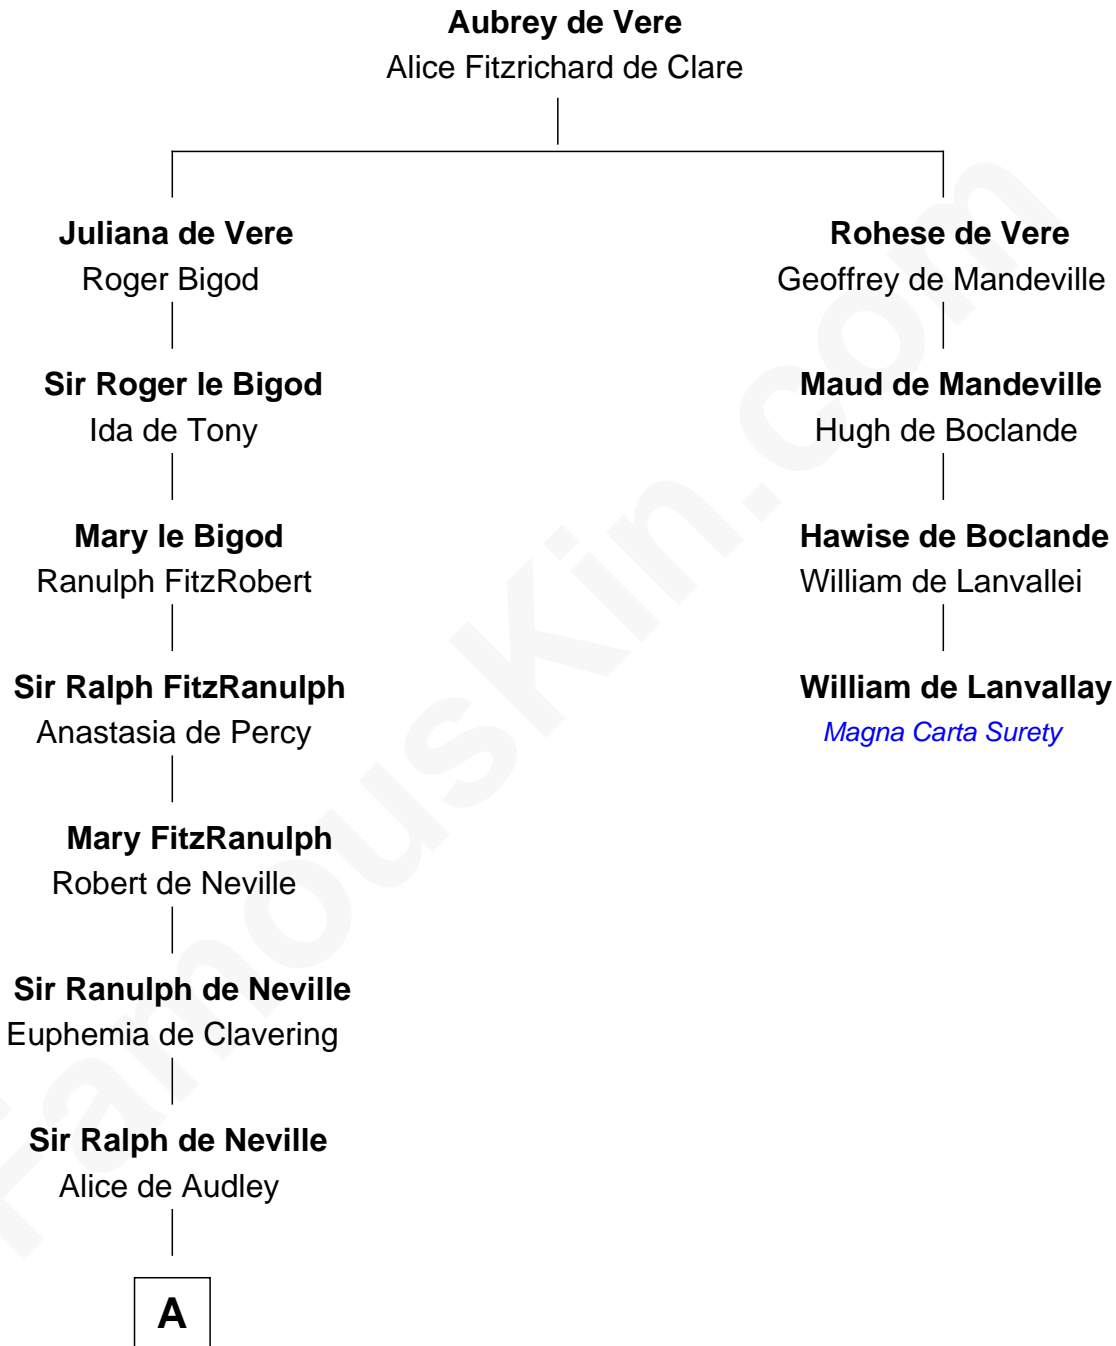 Aubrey de Vere
Alice Fitzrichard de Clare
Juliana de Vere
Roger Bigod
Rohese de Vere
Geoffrey de Mandeville
Sir Roger le Bigod
Ida de Tony
Maud de Mandeville
Hugh de Boclande
Mary le Bigod
Ranulph FitzRobert
Hawise de Boclande
William de Lanvallei
Sir Ralph FitzRanulph
Anastasia de Percy
William de Lanvallay
Magna Carta Surety
Mary FitzRanulph
Robert de Neville
Sir Ranulph de Neville
Euphemia de Clavering
Sir Ralph de Neville
Alice de Audley
A
FamousKin.com